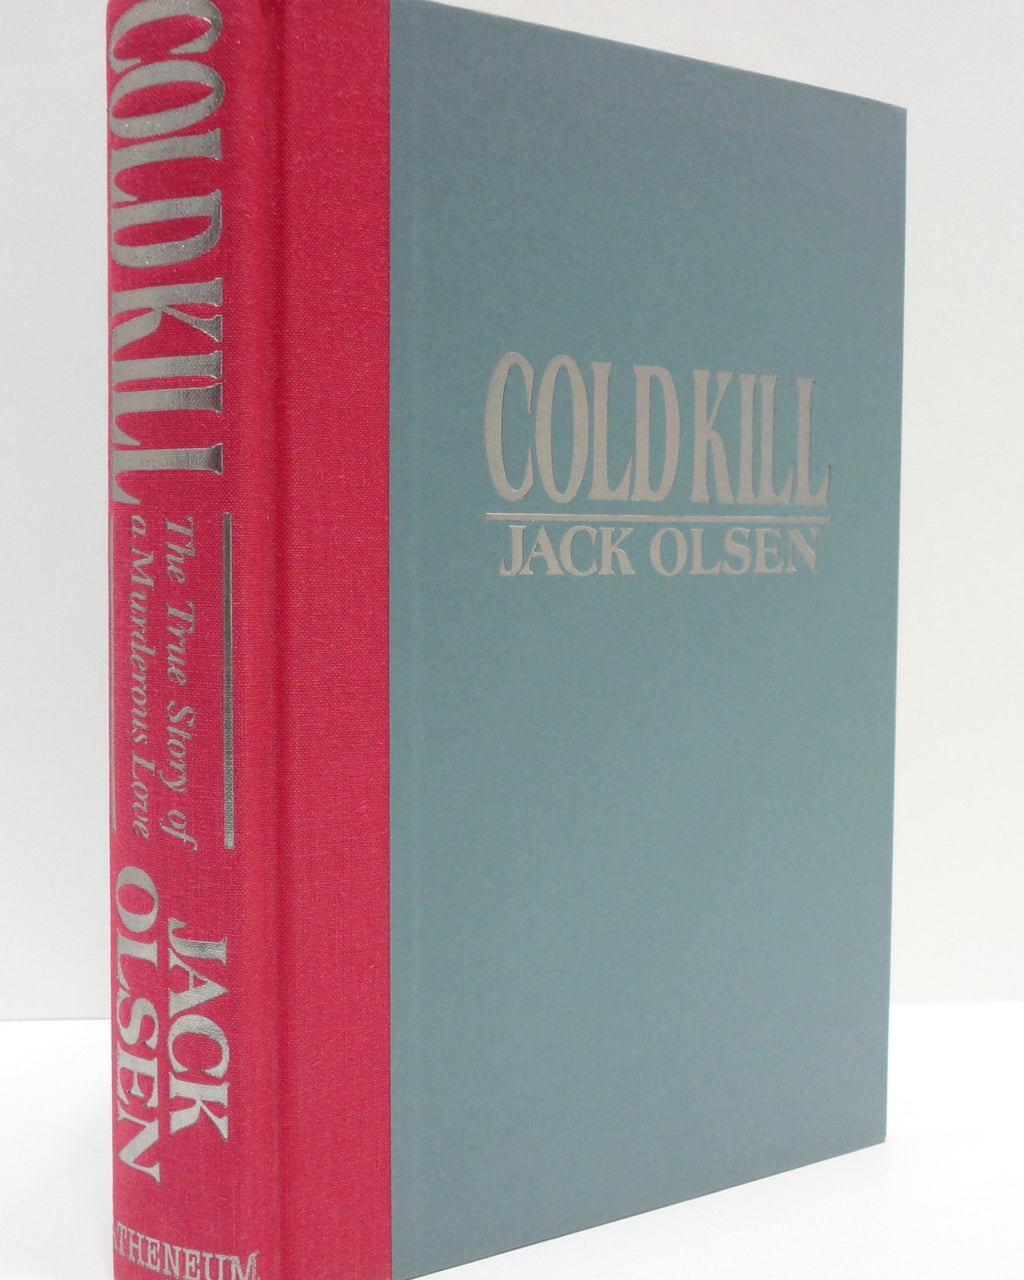 COLD KILL
The True Story of
a Murderous Love
JACK
OLSEN
ATHENEUM
COLD KILL
JACK OLSEN